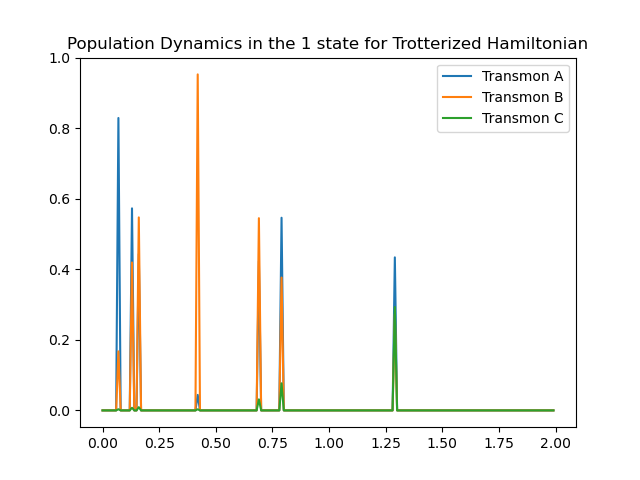 Population Dynamics in the 1 state for Trotterized Hamiltonian
Transmon A
Transmon B
Transmon C
1.0
0.8
0.6
0.4
0.2
0.0
0.00 0.25 0.50 0.75 1.00 1.25 1.50 1.75 2.00